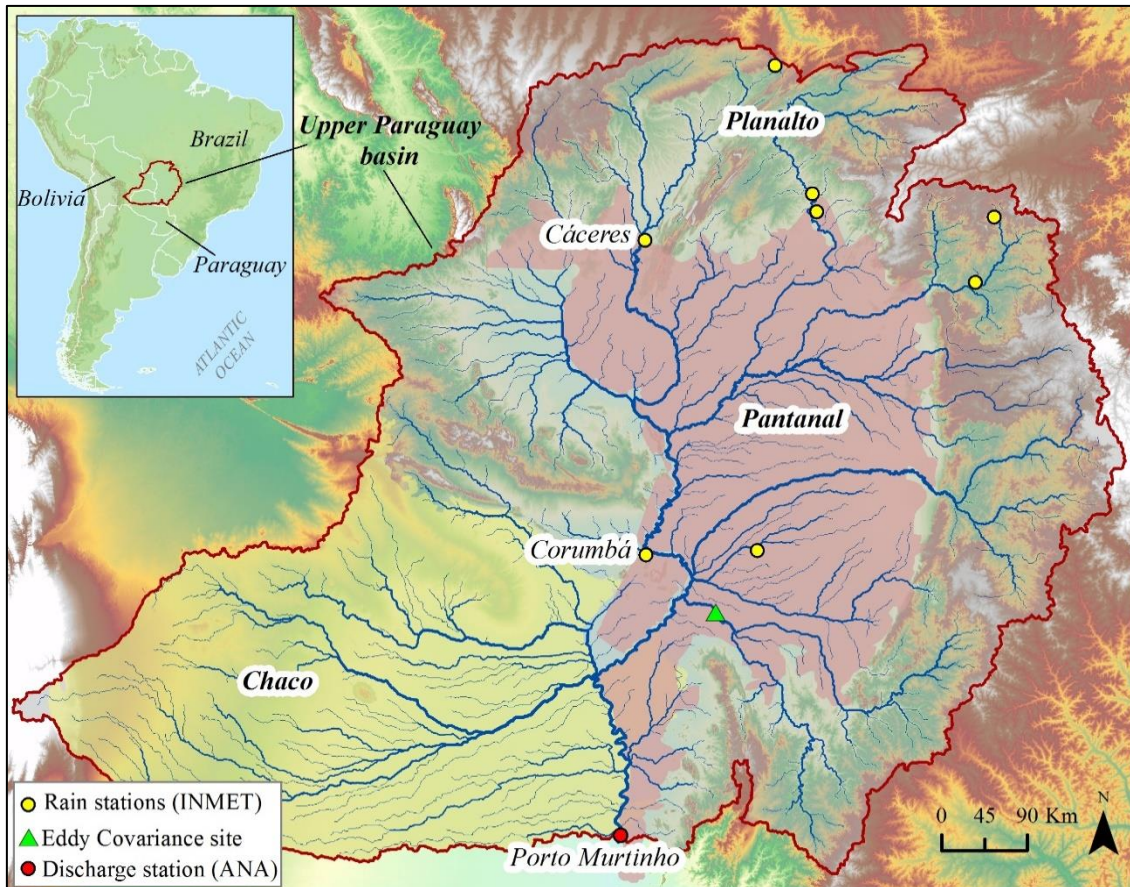 Brazil
Bolivia
Paraguay
ATLANTIC
OCEAN
Upper Paraguay
basin
Planalto
Cáceres
Pantanal
Corumbá
Chaco
Porto Murtinho
Rain stations (INMET)
Eddy Covariance site
Discharge station (ANA)
0 45 90 Km
N